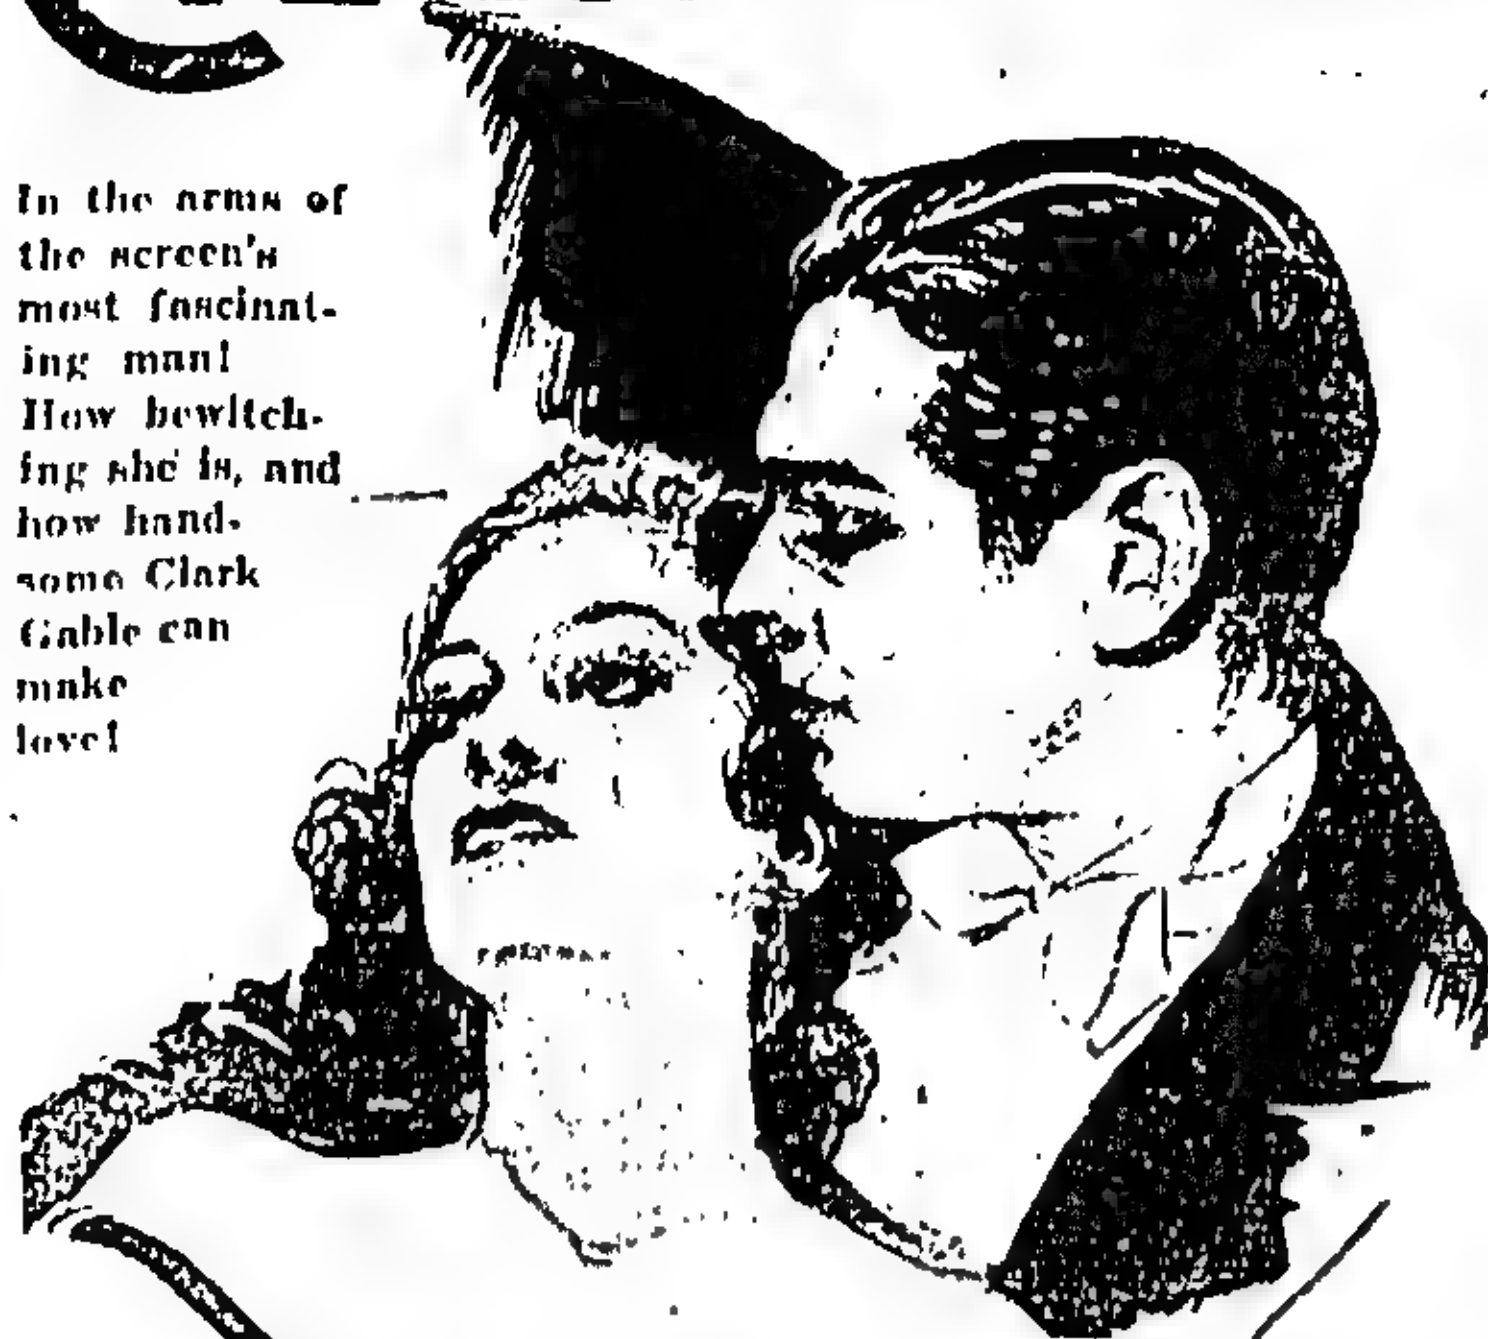 In the arms of
the screen's
most fascinat-
ing man!
How bewitch-
ing she is, and
how hand-
some Clark
Gable can
make
love!